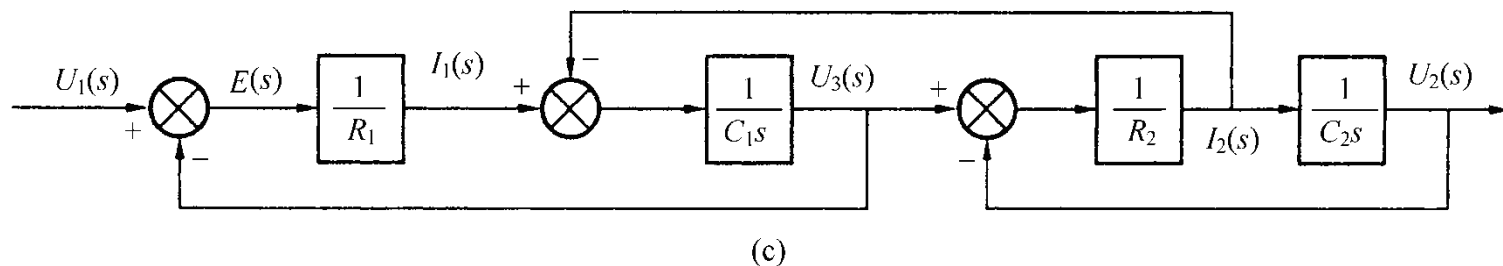 U₁(s) + − E(s) 1/R₁ I₁(s) + − 1/(C₁s) U₃(s) + − 1/R₂ I₂(s) 1/(C₂s) U₂(s)
(c)